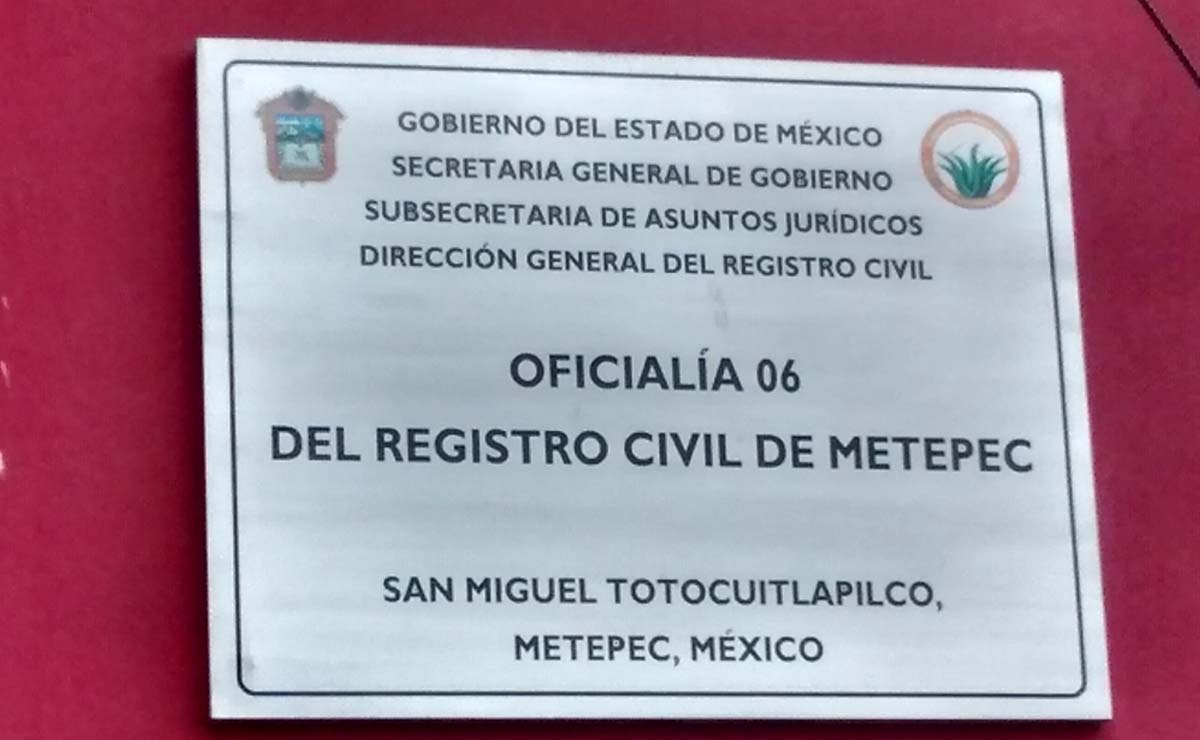 GOBIERNO DEL ESTADO DE MÉXICO
SECRETARIA GENERAL DE GOBIERNO
SUBSECRETARIA DE ASUNTOS JURÍDICOS
DIRECCIÓN GENERAL DEL REGISTRO CIVIL
OFICIALÍA 06
DEL REGISTRO CIVIL DE METEPEC
SAN MIGUEL TOTOCUITLAPILCO,
METEPEC, MÉXICO